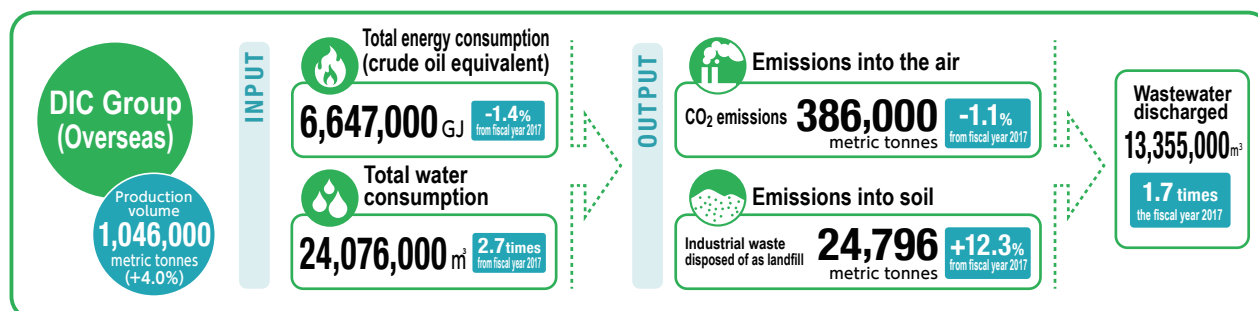 DIC Group
(Overseas)
Production
volume
1,046,000
metric tonnes
(+4.0%)
INPUT
Total energy consumption
(crude oil equivalent)
6,647,000 GJ
-1.4%
from fiscal year 2017
Total water
consumption
24,076,000 m³
2.7 times
from fiscal year 2017
OUTPUT
Emissions into the air
CO₂ emissions 386,000
metric tonnes
-1.1%
from fiscal year 2017
Emissions into soil
Industrial waste
disposed of as landfill
24,796
metric tonnes
+12.3%
from fiscal year 2017
Wastewater
discharged
13,355,000 m³
1.7 times
the fiscal year 2017